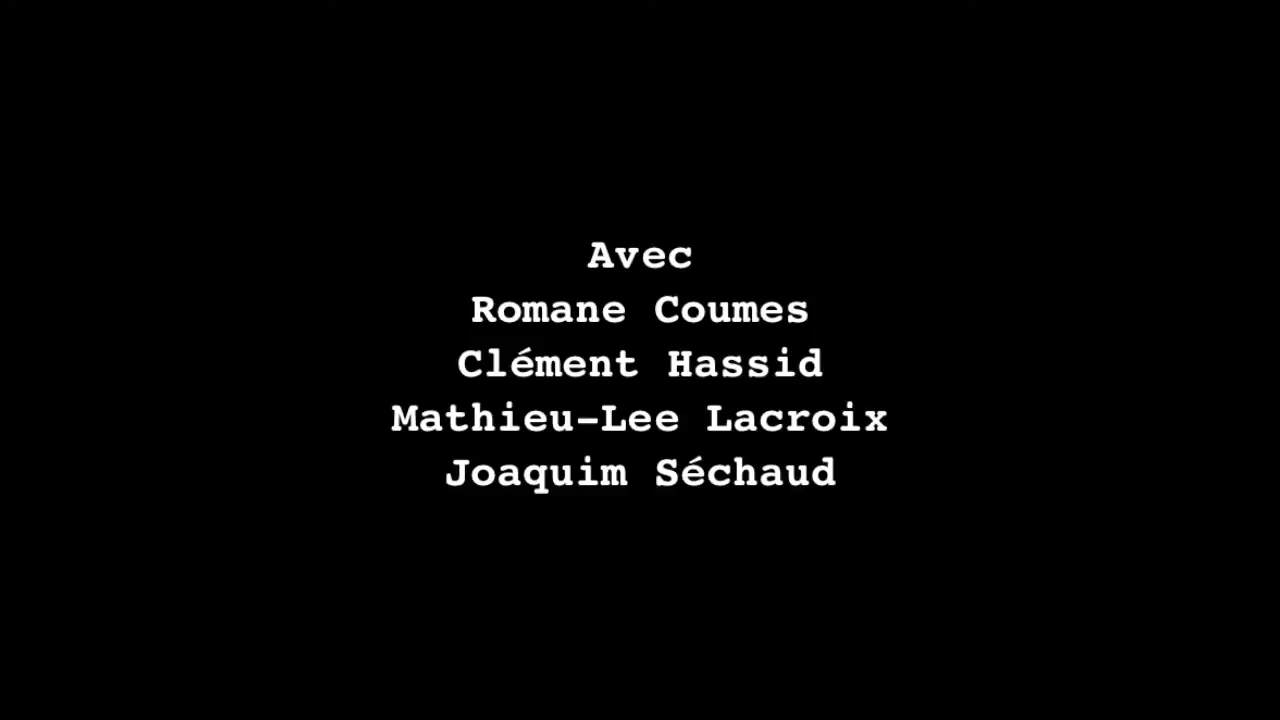 Avec
Romane Coumes
Clément Hassid
Mathieu-Lee Lacroix
Joaquim Séchaud